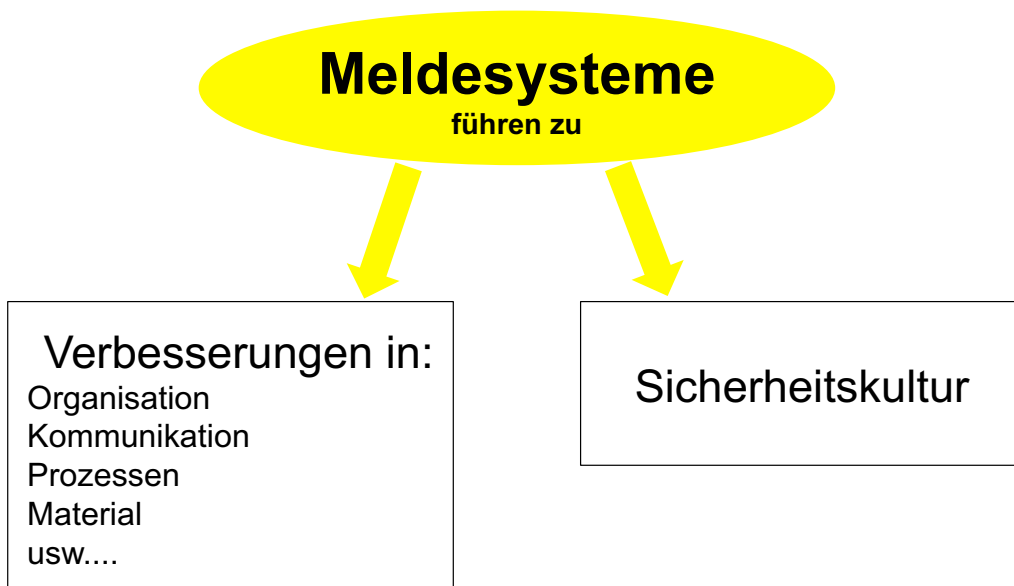 Meldesysteme
führen zu
Verbesserungen in:
Organisation
Kommunikation
Prozessen
Material
usw....
Sicherheitskultur